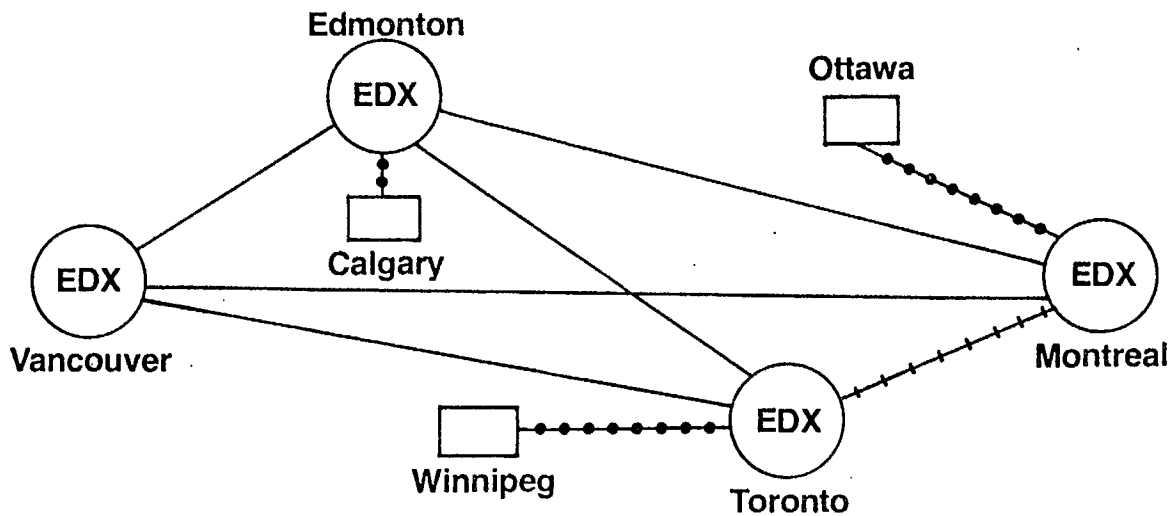 Edmonton
EDX
Ottawa
Calgary
EDX
Vancouver
EDX
Montreal
Winnipeg
EDX
Toronto